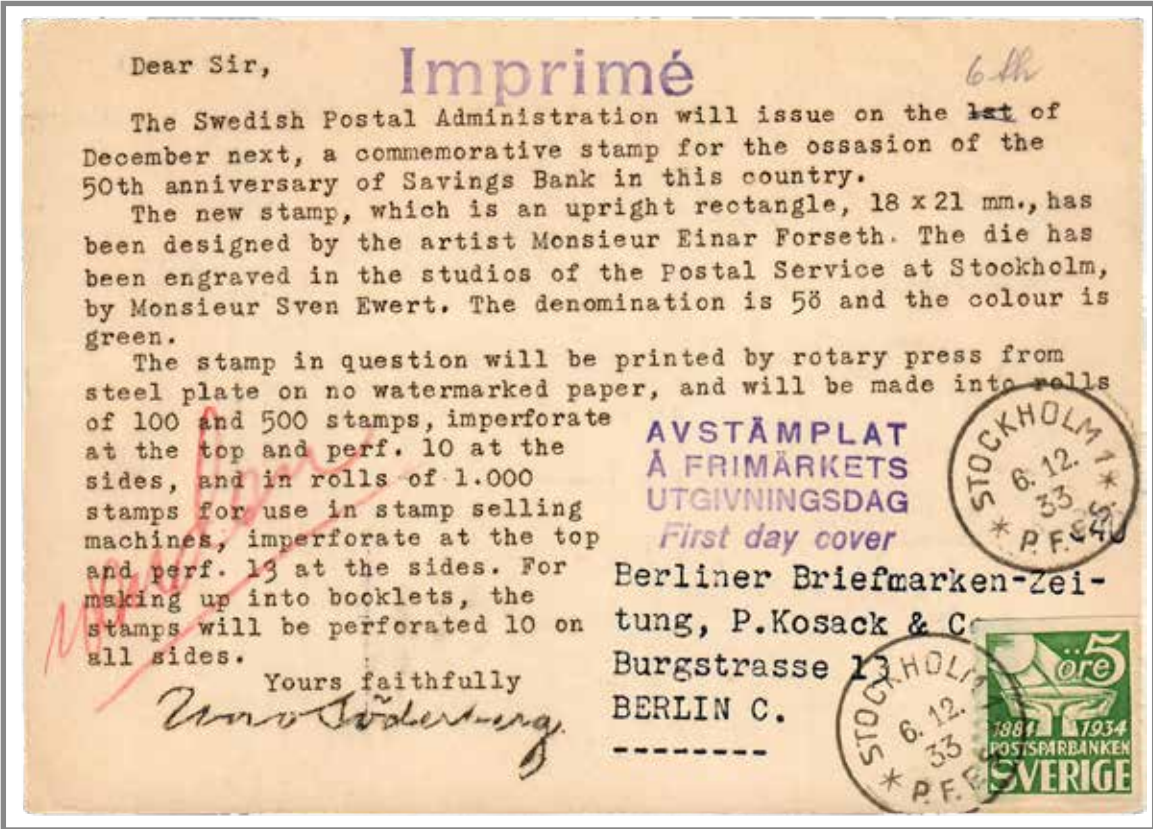 Dear Sir,
Imprimé
6th
The Swedish Postal Administration will issue on the 1st of
December next, a commemorative stamp for the ossasion of the
50th anniversary of Savings Bank in this country.
The new stamp, which is an upright rectangle, 18 x 21 mm., has
been designed by the artist Monsieur Einar Forseth. The die has
been engraved in the studios of the Postal Service at Stockholm,
by Monsieur Sven Ewert. The denomination is 5ö and the colour is
green.
The stamp in question will be printed by rotary press from
steel plate on no watermarked paper, and will be made into rolls
of 100 and 500 stamps, imperforate
at the top and perf. 10 at the
sides, and in rolls of 1.000
stamps for use in stamp selling
machines, imperforate at the top
and perf. 13 at the sides. For
making up into booklets, the
stamps will be perforated 10 on
all sides.
Yours faithfully
Söderberg.
AVSTÄMPLAT
Å FRIMÄRKETS
UTGIVNINGSDAG
First day cover
STOCKHOLM 1
6. 12.
33
* P.F.S. *
Berliner Briefmarken-Zei-
tung, P.Kosack & Co
Burgstrasse 13
BERLIN C.
--------
STOCKHOLM
6. 12.
33
* P.F.
öre 5
1884 1934
POSTSPARBANKEN
SVERIGE